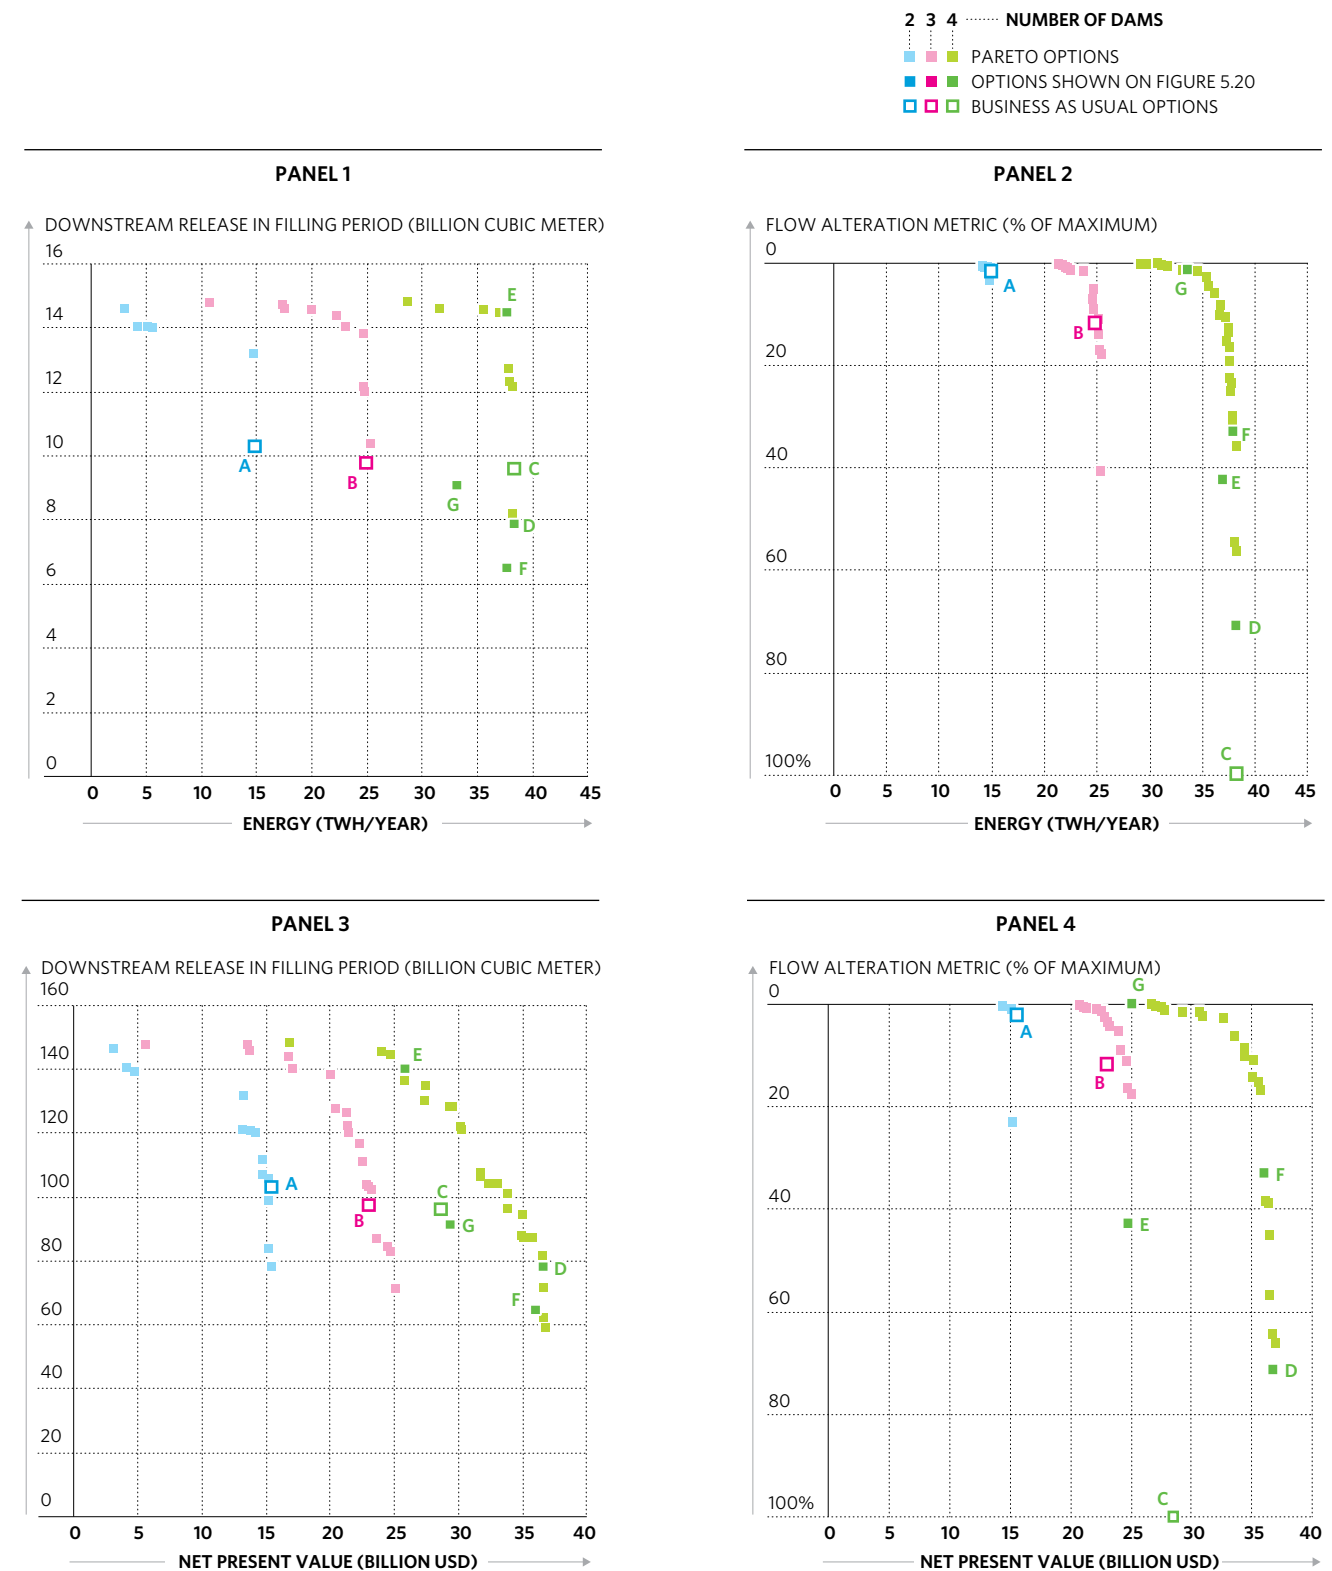 2 3 4 ........ NUMBER OF DAMS
PARETO OPTIONS
OPTIONS SHOWN ON FIGURE 5.20
BUSINESS AS USUAL OPTIONS
PANEL 1
DOWNSTREAM RELEASE IN FILLING PERIOD (BILLION CUBIC METER)
16
14
12
10
8
6
4
2
0
E
A
B
C
G
D
F
0 5 10 15 20 25 30 35 40 45
ENERGY (TWH/YEAR)
PANEL 2
FLOW ALTERATION METRIC (% OF MAXIMUM)
0
20
40
60
80
100%
A
G
B
F
E
D
C
0 5 10 15 20 25 30 35 40 45
ENERGY (TWH/YEAR)
PANEL 3
DOWNSTREAM RELEASE IN FILLING PERIOD (BILLION CUBIC METER)
160
140
120
100
80
60
40
20
0
E
A
C
B
G
D
F
0 5 10 15 20 25 30 35 40
NET PRESENT VALUE (BILLION USD)
PANEL 4
FLOW ALTERATION METRIC (% OF MAXIMUM)
0
20
40
60
80
100%
G
A
B
F
E
D
C
0 5 10 15 20 25 30 35 40
NET PRESENT VALUE (BILLION USD)